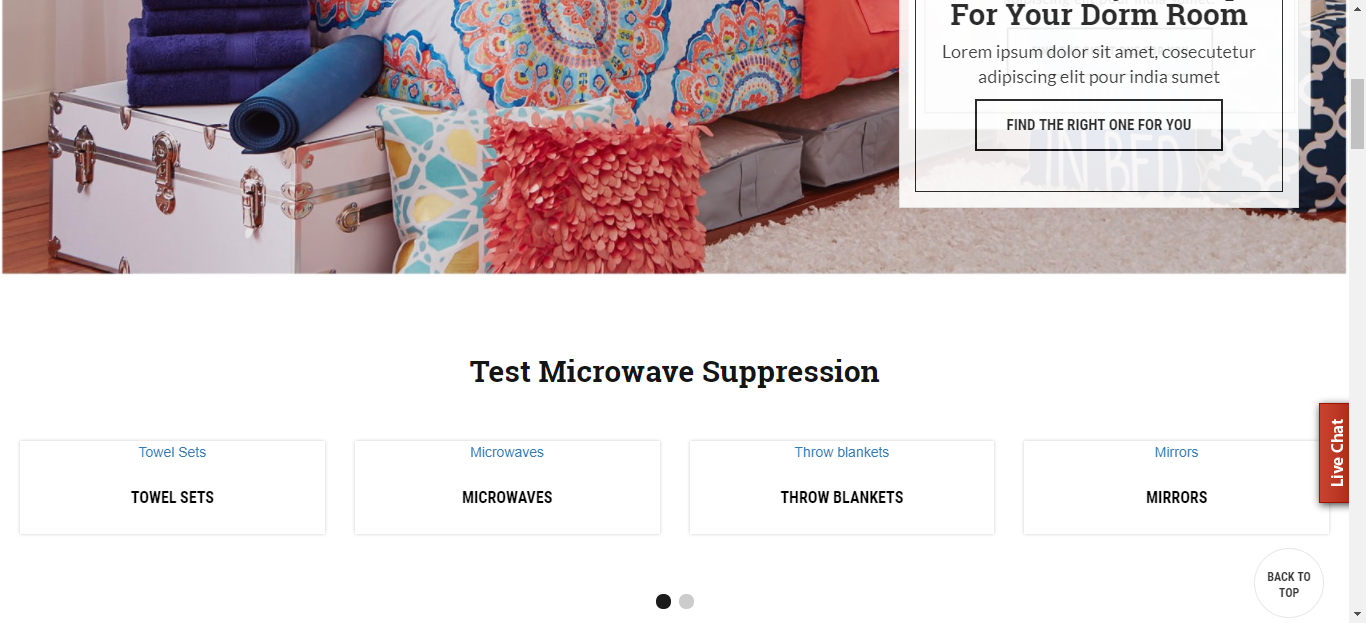 For Your Dorm Room
Lorem ipsum dolor sit amet, cosecutetur
adipiscing elit pour india sumet
FIND THE RIGHT ONE FOR YOU
IN BED
Test Microwave Suppression
Towel Sets
Microwaves
Throw blankets
Mirrors
TOWEL SETS
MICROWAVES
THROW BLANKETS
MIRRORS
Live Chat
BACK TO
TOP